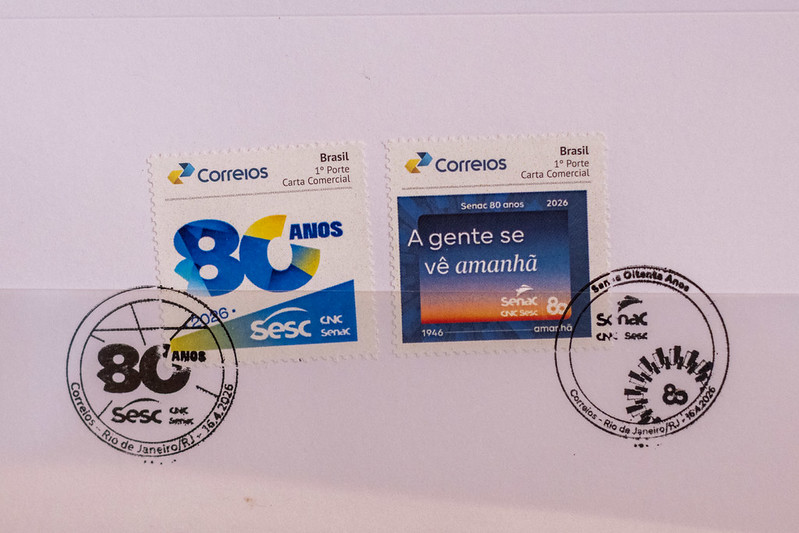 Correios
Brasil
1º Porte
Carta Comercial
80 ANOS
2026
sesc
CNC
Senac
Correios
Brasil
1º Porte
Carta Comercial
Senac 80 anos 2026
A gente se
vê amanhã
Senac
CNC Sesc
80
1946
amanhã
80 ANOS
Sesc
CNC
Senac
Correios - Rio de Janeiro/RJ - 16.4.2026
Senac Oitenta Anos
Senac
CNC Sesc
80
Correios - Rio de Janeiro/RJ - 16.4.2026